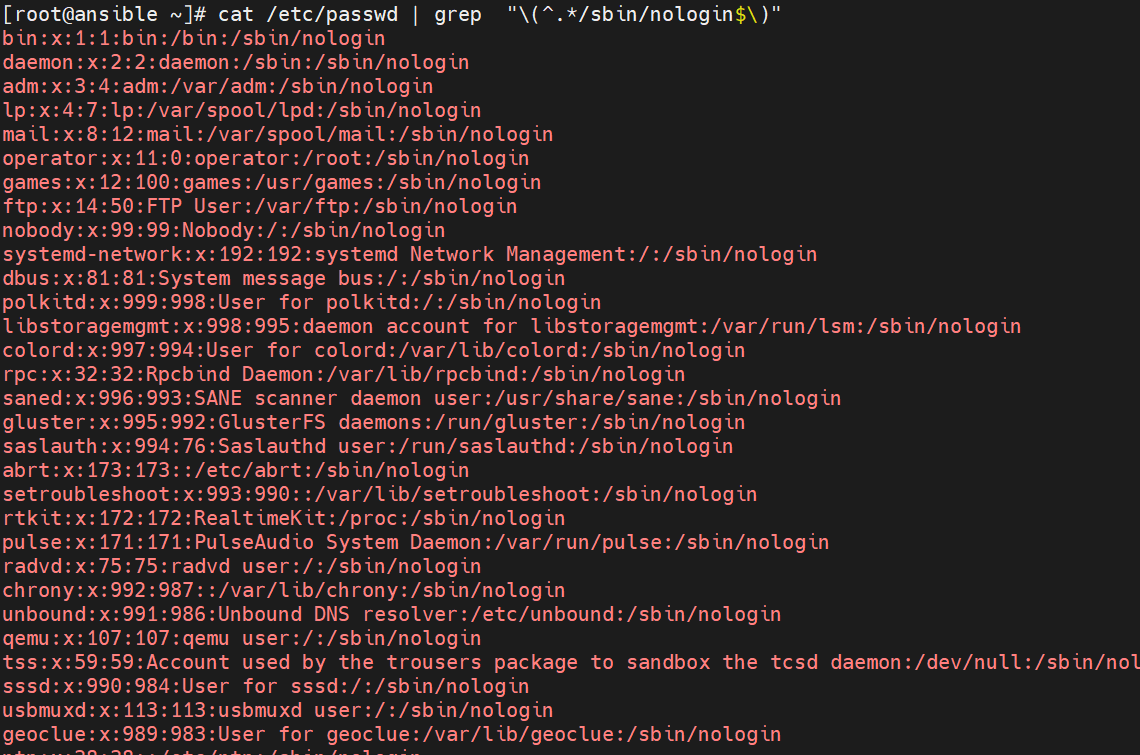 [root@ansible ~]# cat /etc/passwd | grep  "\(^.*/sbin/nologin$\)"
bin:x:1:1:bin:/bin:/sbin/nologin
daemon:x:2:2:daemon:/sbin:/sbin/nologin
adm:x:3:4:adm:/var/adm:/sbin/nologin
lp:x:4:7:lp:/var/spool/lpd:/sbin/nologin
mail:x:8:12:mail:/var/spool/mail:/sbin/nologin
operator:x:11:0:operator:/root:/sbin/nologin
games:x:12:100:games:/usr/games:/sbin/nologin
ftp:x:14:50:FTP User:/var/ftp:/sbin/nologin
nobody:x:99:99:Nobody:/:/sbin/nologin
systemd-network:x:192:192:systemd Network Management:/:/sbin/nologin
dbus:x:81:81:System message bus:/:/sbin/nologin
polkitd:x:999:998:User for polkitd:/:/sbin/nologin
libstoragemgmt:x:998:995:daemon account for libstoragemgmt:/var/run/lsm:/sbin/nologin
colord:x:997:994:User for colord:/var/lib/colord:/sbin/nologin
rpc:x:32:32:Rpcbind Daemon:/var/lib/rpcbind:/sbin/nologin
saned:x:996:993:SANE scanner daemon user:/usr/share/sane:/sbin/nologin
gluster:x:995:992:GlusterFS daemons:/run/gluster:/sbin/nologin
saslauth:x:994:76:Saslauthd user:/run/saslauthd:/sbin/nologin
abrt:x:173:173::/etc/abrt:/sbin/nologin
setroubleshoot:x:993:990::/var/lib/setroubleshoot:/sbin/nologin
rtkit:x:172:172:RealtimeKit:/proc:/sbin/nologin
pulse:x:171:171:PulseAudio System Daemon:/var/run/pulse:/sbin/nologin
radvd:x:75:75:radvd user:/:/sbin/nologin
chrony:x:992:987::/var/lib/chrony:/sbin/nologin
unbound:x:991:986:Unbound DNS resolver:/etc/unbound:/sbin/nologin
qemu:x:107:107:qemu user:/:/sbin/nologin
tss:x:59:59:Account used by the trousers package to sandbox the tcsd daemon:/dev/null:/sbin/nol
sssd:x:990:984:User for sssd:/:/sbin/nologin
usbmuxd:x:113:113:usbmuxd user:/:/sbin/nologin
geoclue:x:989:983:User for geoclue:/var/lib/geoclue:/sbin/nologin